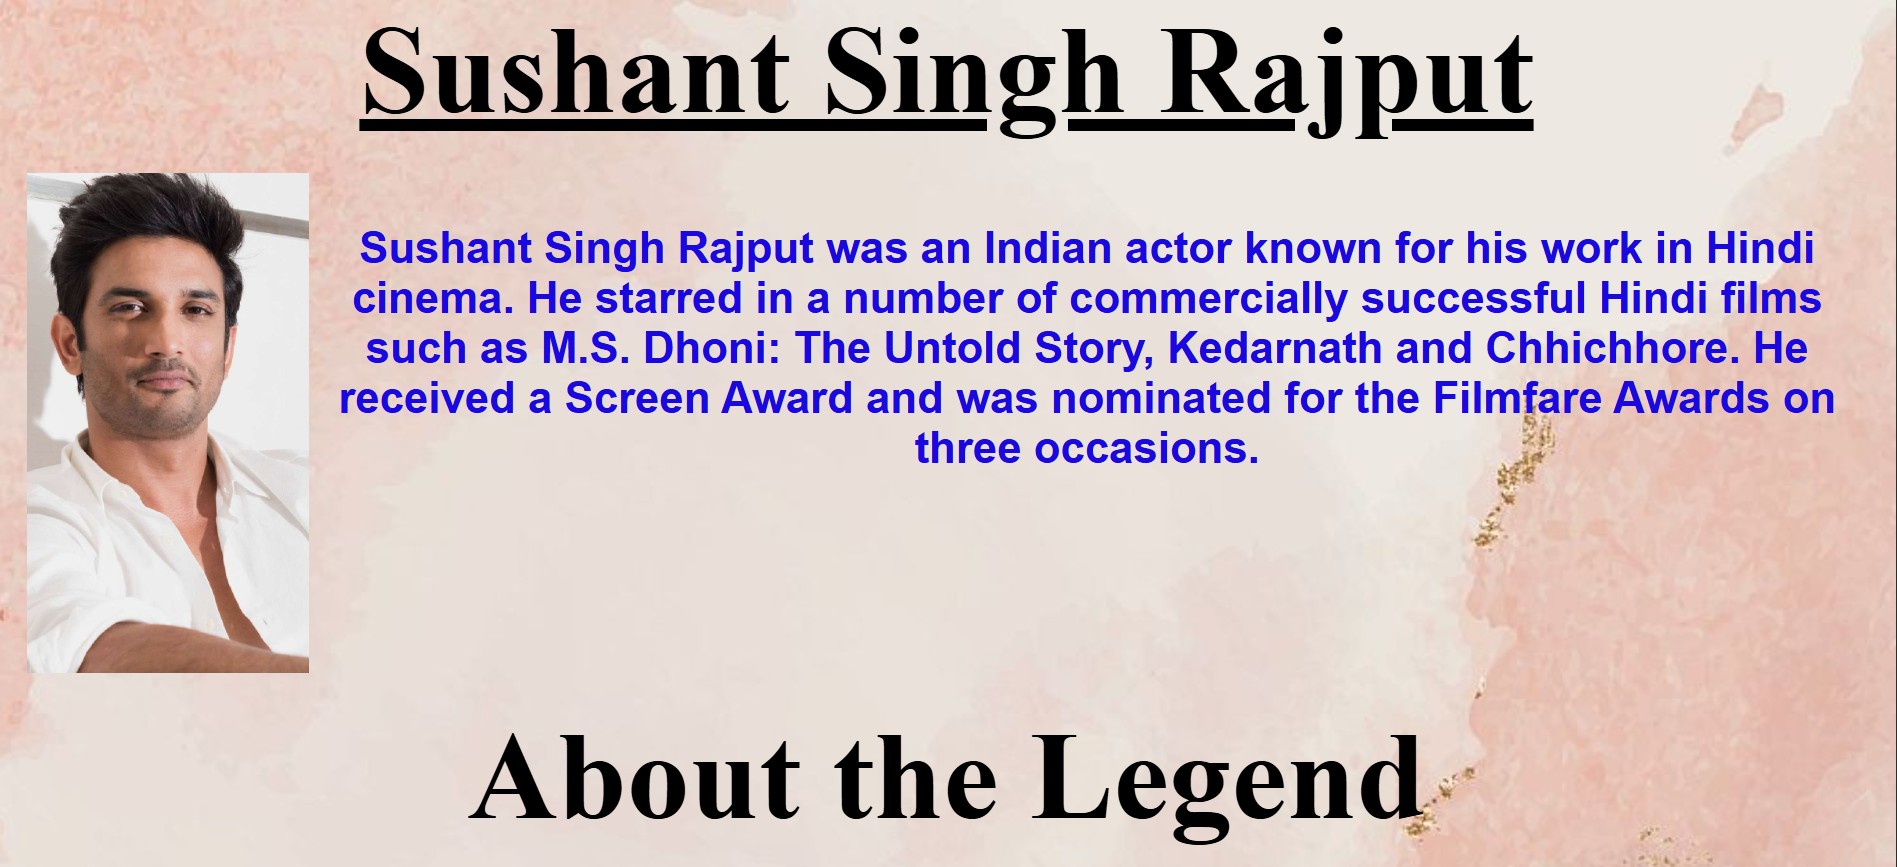 Sushant Singh Rajput
Sushant Singh Rajput was an Indian actor known for his work in Hindi
cinema. He starred in a number of commercially successful Hindi films
such as M.S. Dhoni: The Untold Story, Kedarnath and Chhichhore. He
received a Screen Award and was nominated for the Filmfare Awards on
three occasions.
About the Legend